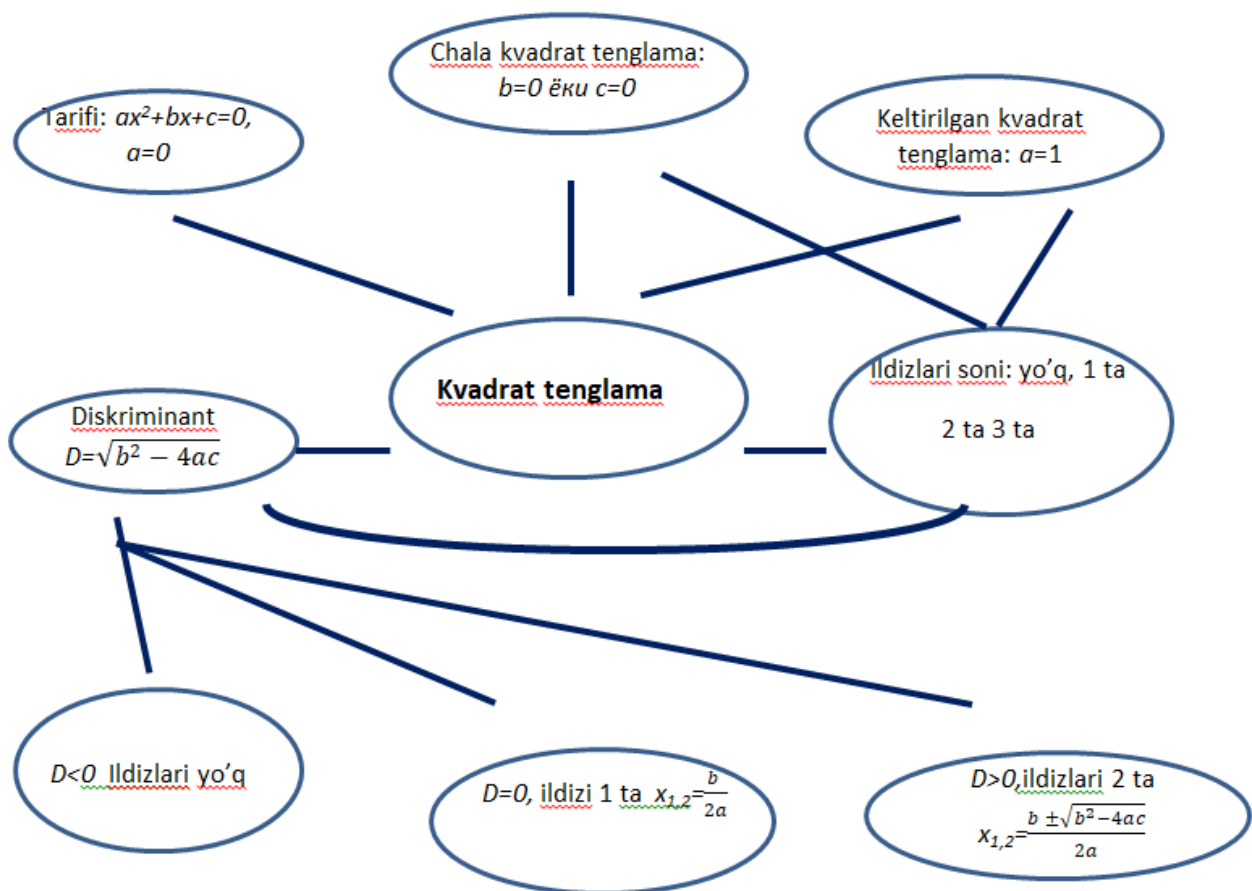 Chala kvadrat tenglama:
b=0 ёки c=0
Tarifi: ax²+bx+c=0,
a=0
Keltirilgan kvadrat
tenglama: a=1
Kvadrat tenglama
Ildizlari soni: yo’q, 1 ta
2 ta 3 ta
Diskriminant
D=√(b² − 4ac)
D<0 Ildizlari yo’q
D=0, ildizi 1 ta x₁,₂=b/2a
D>0,ildizlari 2 ta
x₁,₂=(b ±√(b²−4ac))/2a